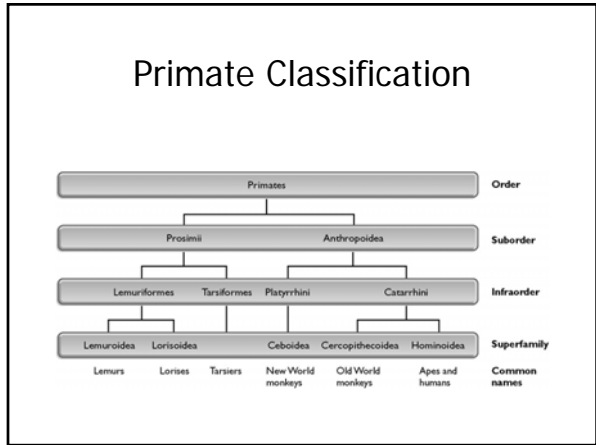 Primate Classification
Primates Order
Prosimii Anthropoidea Suborder
Lemuriformes Tarsiformes Platyrrhini Catarrhini Infraorder
Lemuroidea Lorisoidea Ceboidea Cercopithecoidea Hominoidea Superfamily
Lemurs Lorises Tarsiers New World Old World Apes and Common
monkeys monkeys humans names